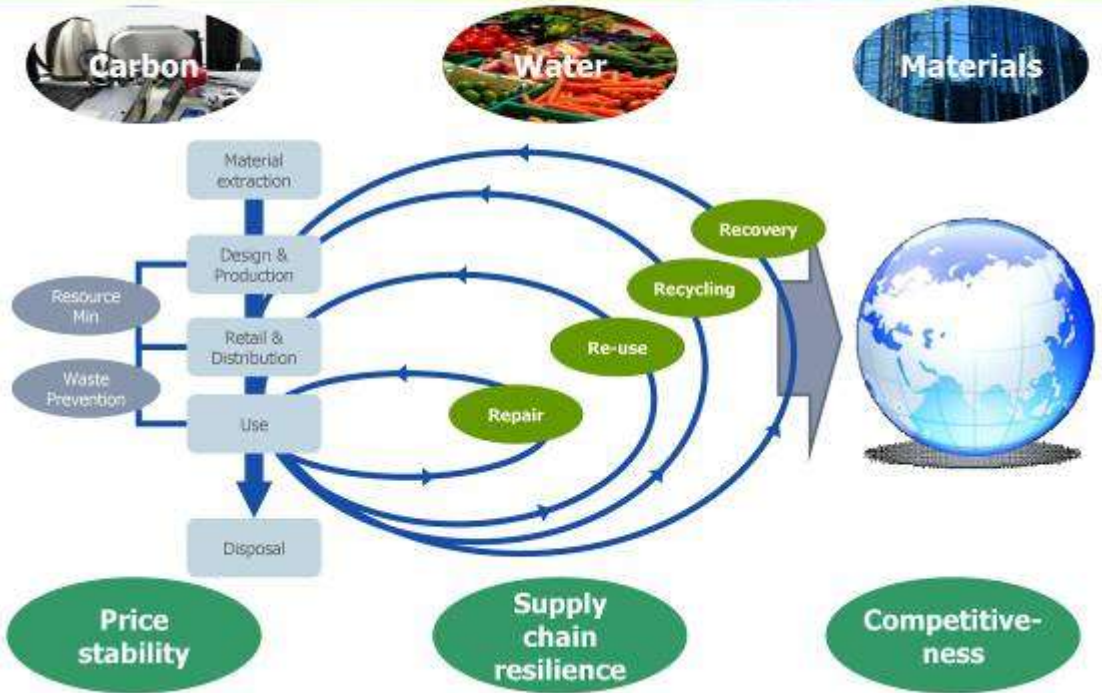 Carbon
Water
Materials
Material
extraction
Design &
Production
Retail &
Distribution
Use
Disposal
Resource
Min
Waste
Prevention
Repair
Re-use
Recycling
Recovery
Price
stability
Supply
chain
resilience
Competitive-
ness